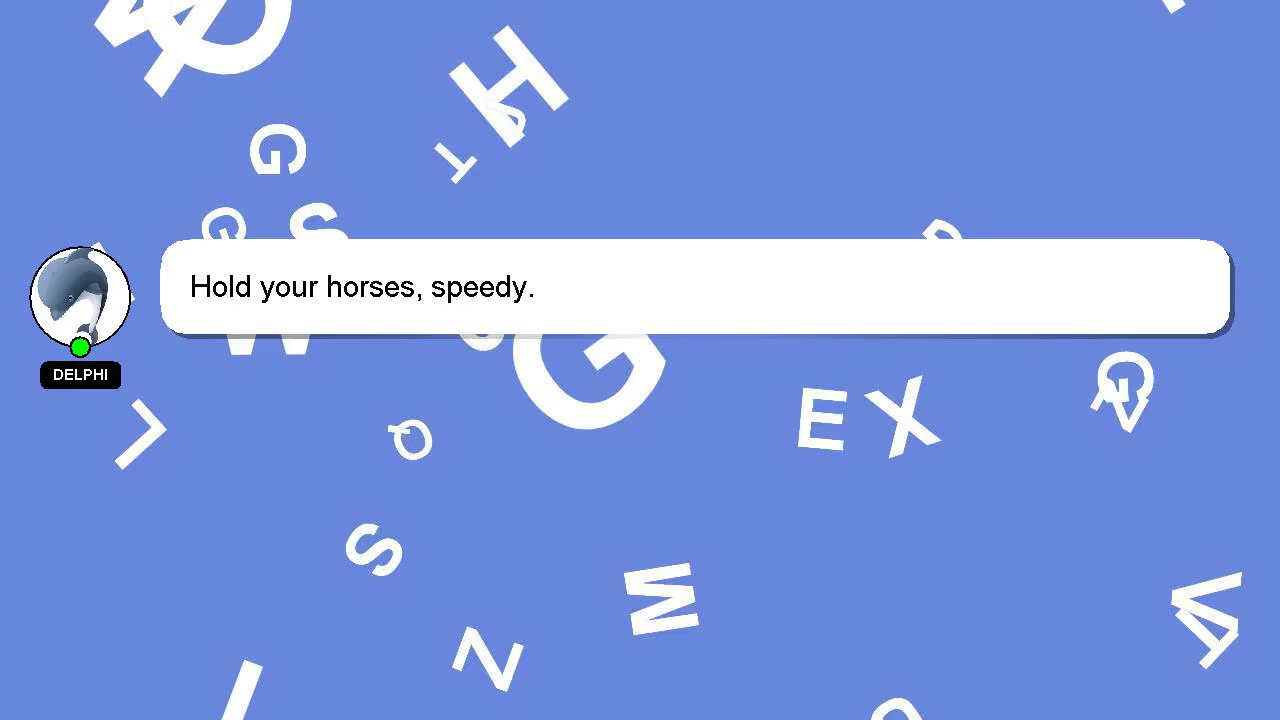 Hold your horses, speedy.
DELPHI
H
T
G
G
S
D
W
G
E X
G
L
Q
S
M
Z
V